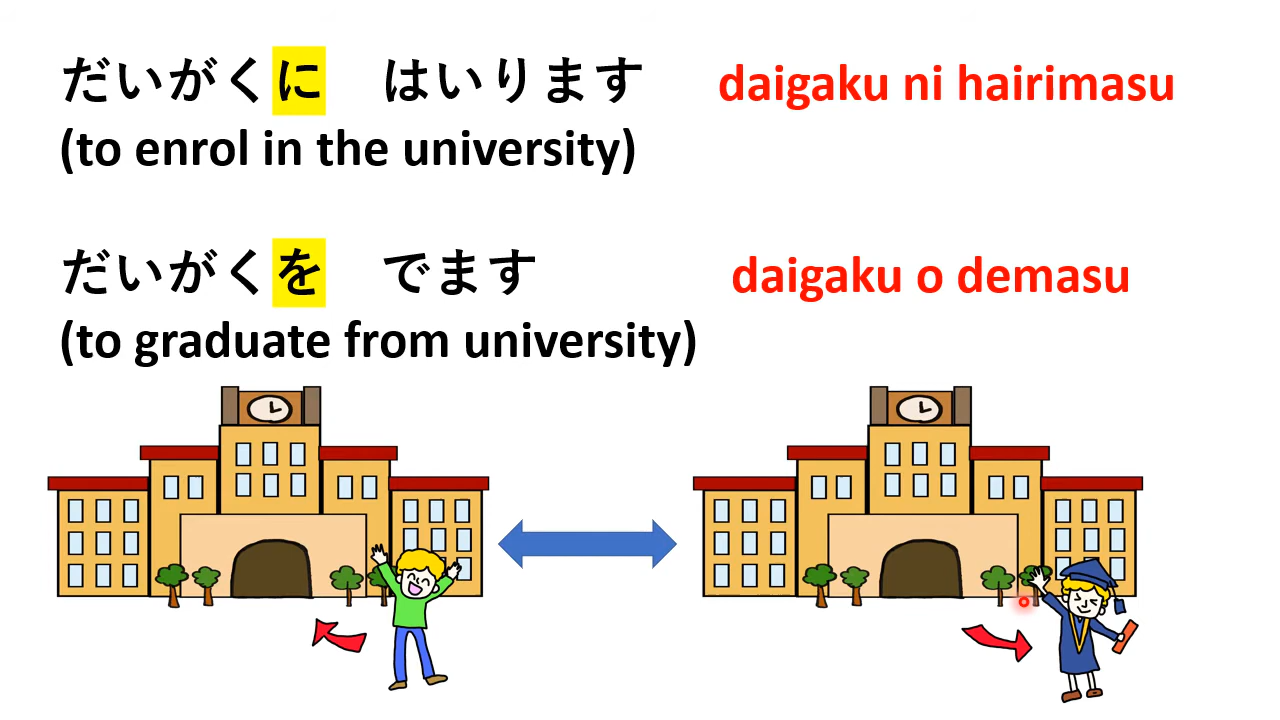 だいがくに　はいります daigaku ni hairimasu
(to enrol in the university)
だいがくを　でます daigaku o demasu
(to graduate from university)